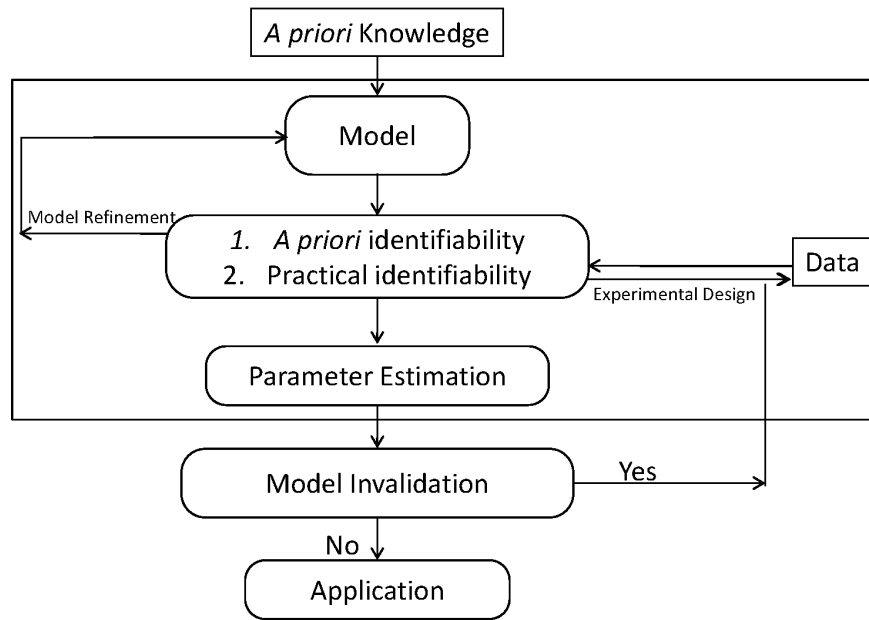 A priori Knowledge
Model
Model Refinement
1. A priori identifiability
2. Practical identifiability
Data
Experimental Design
Parameter Estimation
Model Invalidation
Yes
No
Application